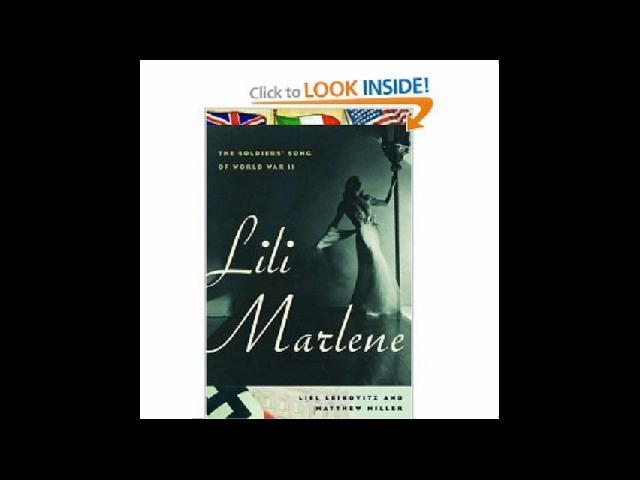 Click to LOOK INSIDE!
THE SOLDIERS' SONG
OF WORLD WAR II
Lili
Marlene
LIEL LEIBOVITZ AND
MATTHEW MILLER